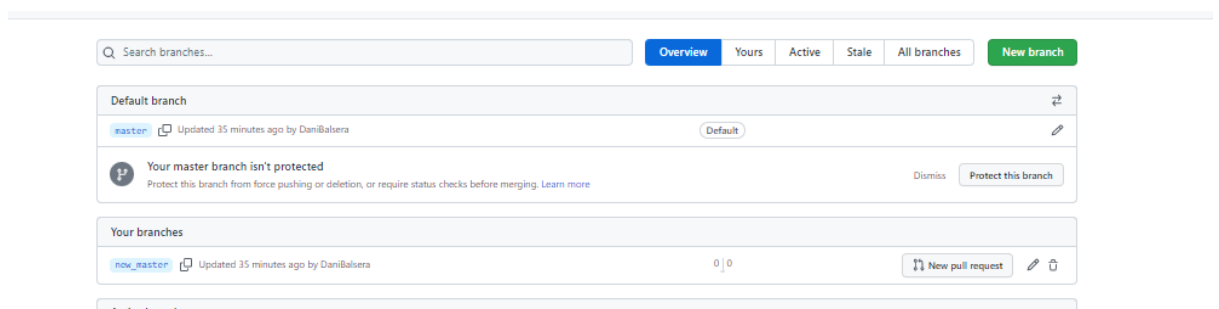 Search branches...
Overview Yours Active Stale All branches New branch
Default branch
master Updated 35 minutes ago by DaniBalsera Default
Your master branch isn't protected
Protect this branch from force pushing or deletion, or require status checks before merging. Learn more
Dismiss Protect this branch
Your branches
new_master Updated 35 minutes ago by DaniBalsera 0 0 New pull request